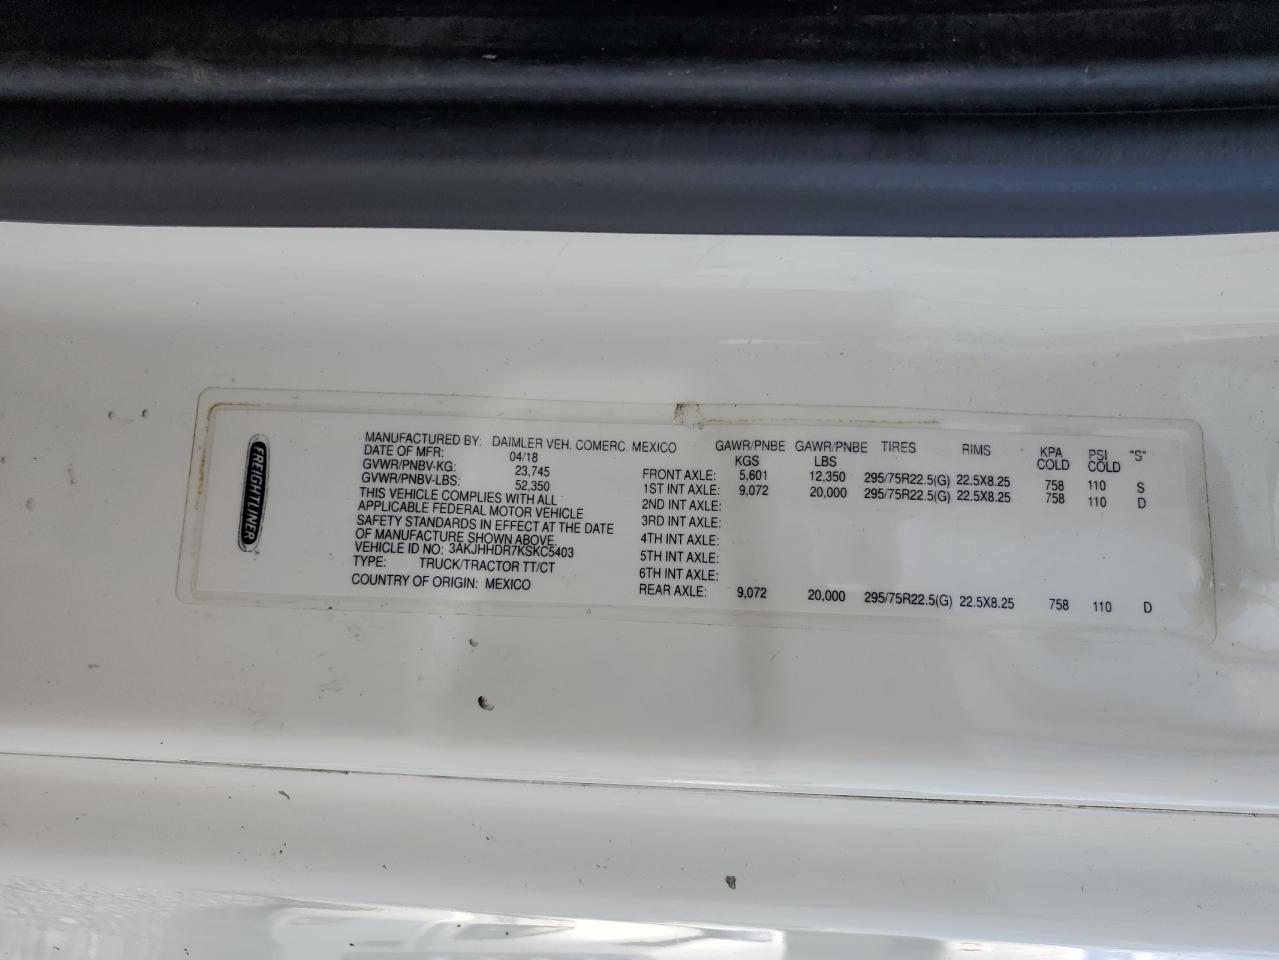 FREIGHTLINER
MANUFACTURED BY: DAIMLER VEH. COMERC. MEXICO
DATE OF MFR: 04/18
GVWR/PNBV-KG: 23,745
GVWR/PNBV-LBS: 52,350
THIS VEHICLE COMPLIES WITH ALL
APPLICABLE FEDERAL MOTOR VEHICLE
SAFETY STANDARDS IN EFFECT AT THE DATE
OF MANUFACTURE SHOWN ABOVE.
VEHICLE ID NO.: 3AKJHHDR7KSKC5403
TYPE: TRUCK/TRACTOR TT/CT
COUNTRY OF ORIGIN: MEXICO
GAWR/PNBE GAWR/PNBE TIRES RIMS KPA PSI "S"
KGS LBS COLD COLD
FRONT AXLE: 5,601 12,350 295/75R22.5(G) 22.5X8.25 758 110 S
1ST INT AXLE: 9,072 20,000 295/75R22.5(G) 22.5X8.25 758 110 D
2ND INT AXLE:
3RD INT AXLE:
4TH INT AXLE:
5TH INT AXLE:
6TH INT AXLE:
REAR AXLE: 9,072 20,000 295/75R22.5(G) 22.5X8.25 758 110 D